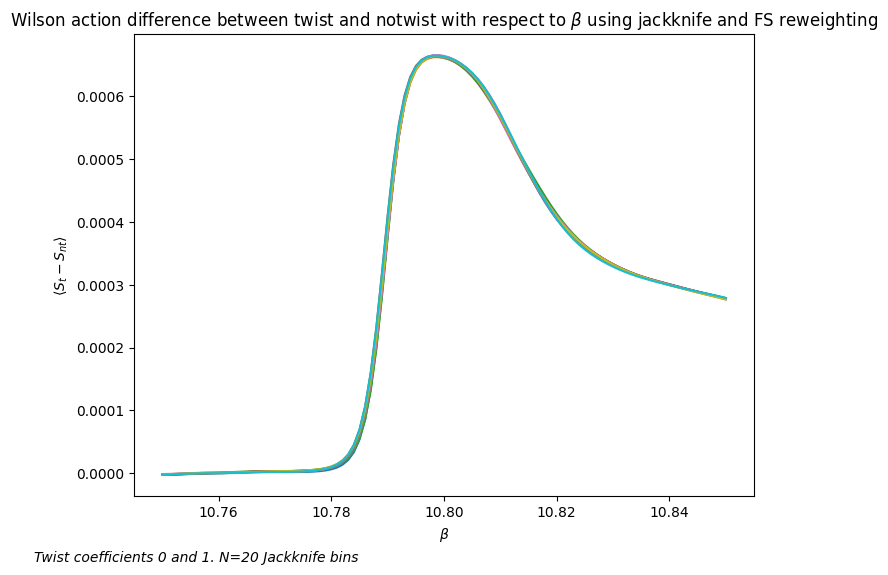 Wilson action difference between twist and notwist with respect to β using jackknife and FS reweighting
0.0006
0.0005
0.0004
0.0003
0.0002
0.0001
0.0000
⟨S_t − S_nt⟩
10.76 10.78 10.80 10.82 10.84
β
Twist coefficients 0 and 1. N=20 Jackknife bins